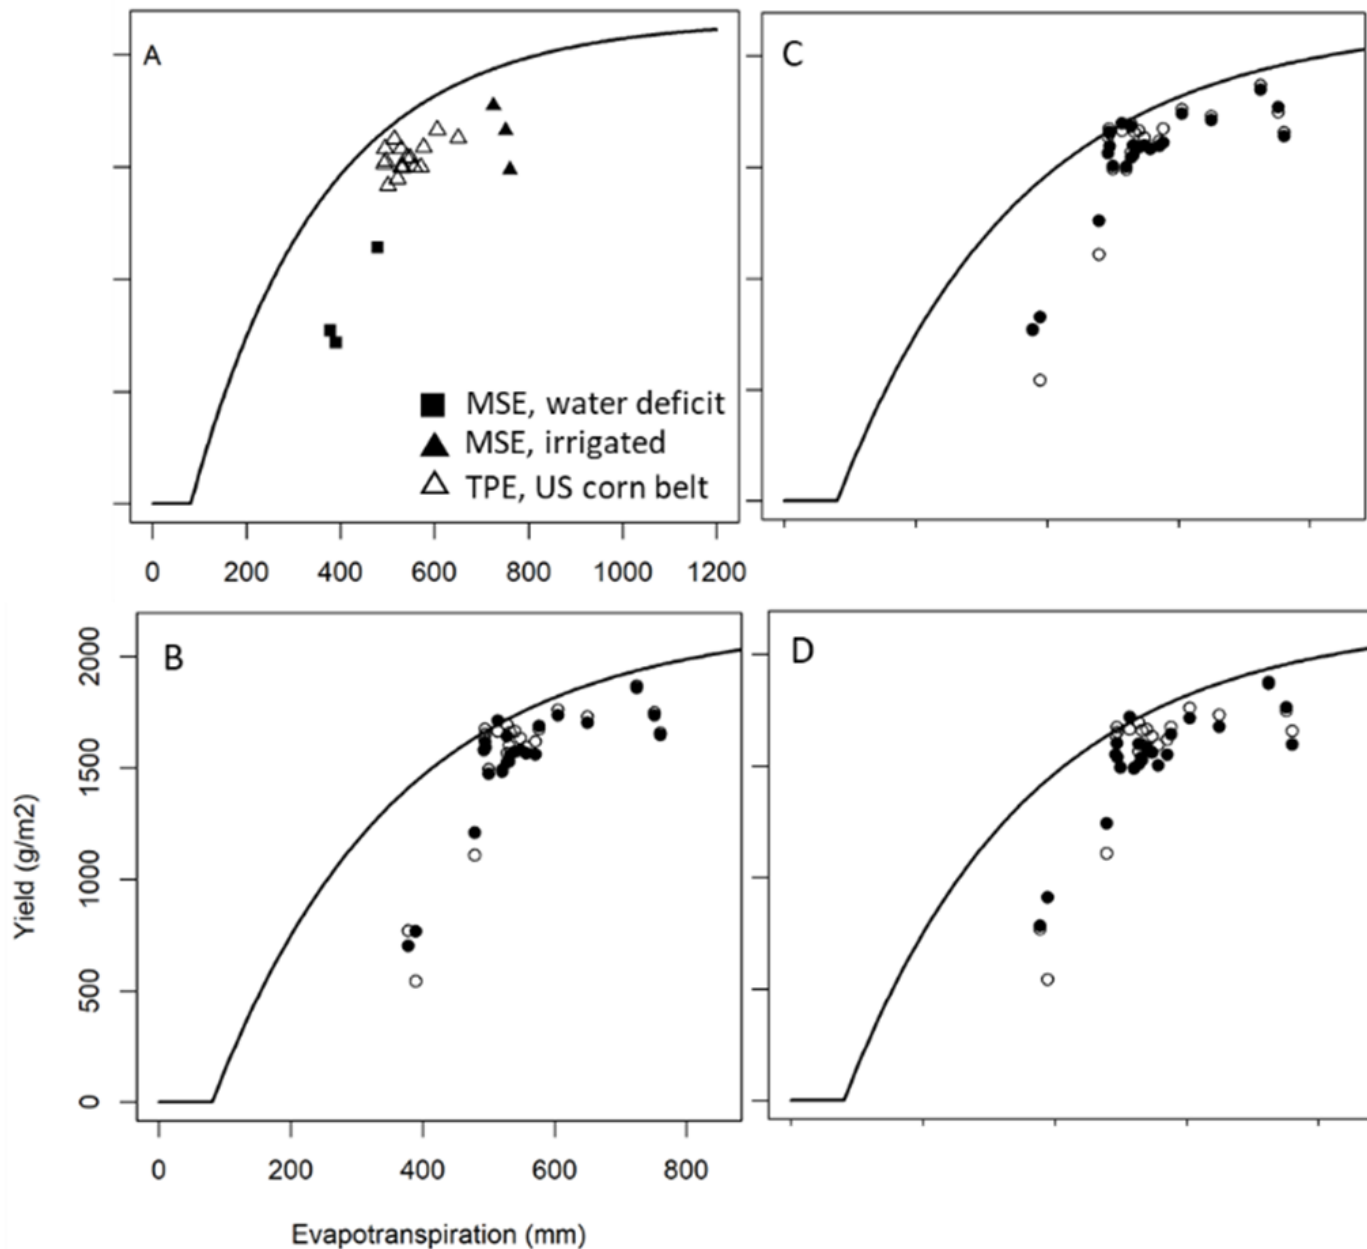 A
C
MSE, water deficit
MSE, irrigated
TPE, US corn belt
0 200 400 600 800 1000 1200
B
D
2000
1500
1000
500
0
Yield (g/m2)
0 200 400 600 800
Evapotranspiration (mm)